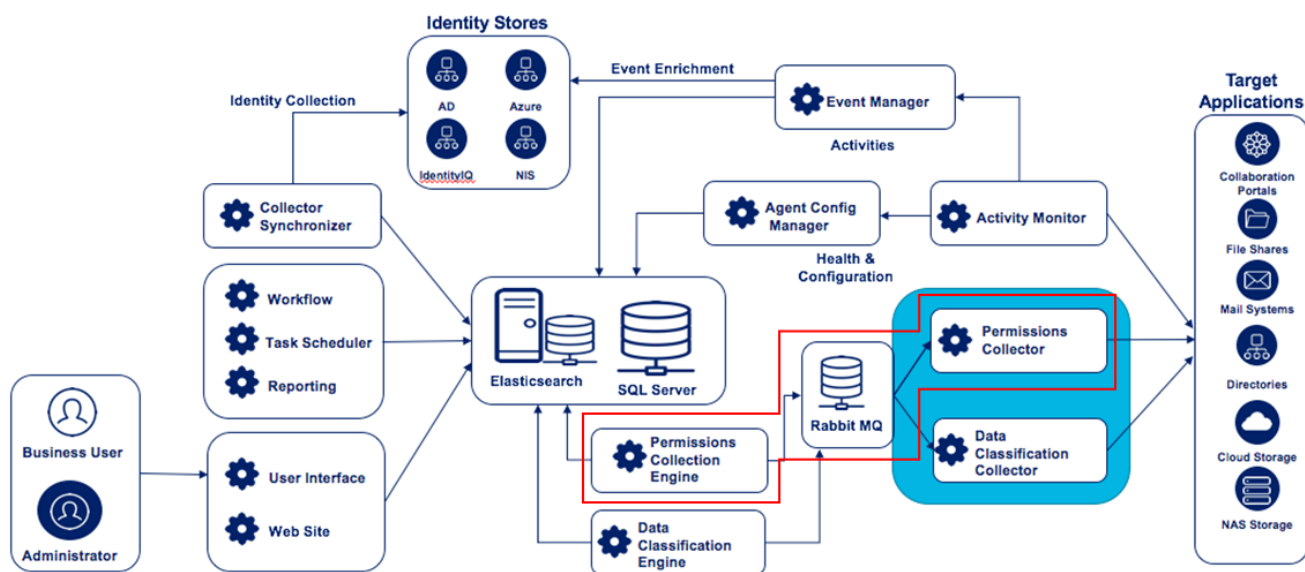 Identity Stores
AD
Azure
IdentityIQ
NIS
Identity Collection
Event Enrichment
Event Manager
Activities
Target
Applications
Collaboration
Portals
File Shares
Mail Systems
Directories
Cloud Storage
NAS Storage
Collector
Synchronizer
Agent Config
Manager
Health &
Configuration
Activity Monitor
Workflow
Task Scheduler
Reporting
Elasticsearch
SQL Server
Rabbit MQ
Permissions
Collector
Data
Classification
Collector
Permissions
Collection
Engine
Data
Classification
Engine
Business User
Administrator
User Interface
Web Site